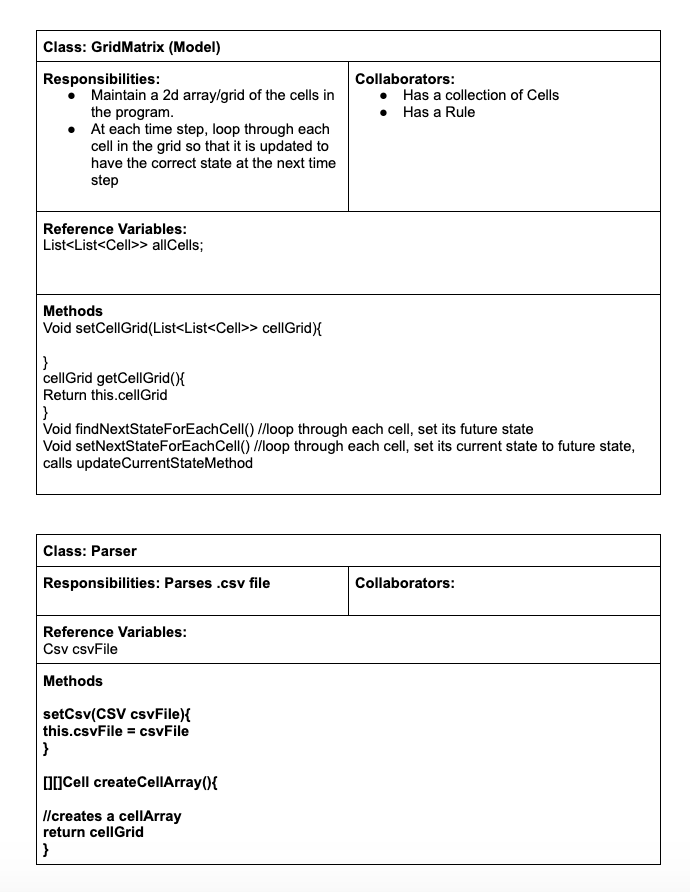 Class: GridMatrix (Model)
Responsibilities:
● Maintain a 2d array/grid of the cells in
the program.
● At each time step, loop through each
cell in the grid so that it is updated to
have the correct state at the next time
step
Collaborators:
● Has a collection of Cells
● Has a Rule
Reference Variables:
List<List<Cell>> allCells;
Methods
Void setCellGrid(List<List<Cell>> cellGrid){
}
cellGrid getCellGrid(){
Return this.cellGrid
}
Void findNextStateForEachCell() //loop through each cell, set its future state
Void setNextStateForEachCell() //loop through each cell, set its current state to future state,
calls updateCurrentStateMethod
Class: Parser
Responsibilities: Parses .csv file
Collaborators:
Reference Variables:
Csv csvFile
Methods
setCsv(CSV csvFile){
this.csvFile = csvFile
}
[][]Cell createCellArray(){
//creates a cellArray
return cellGrid
}